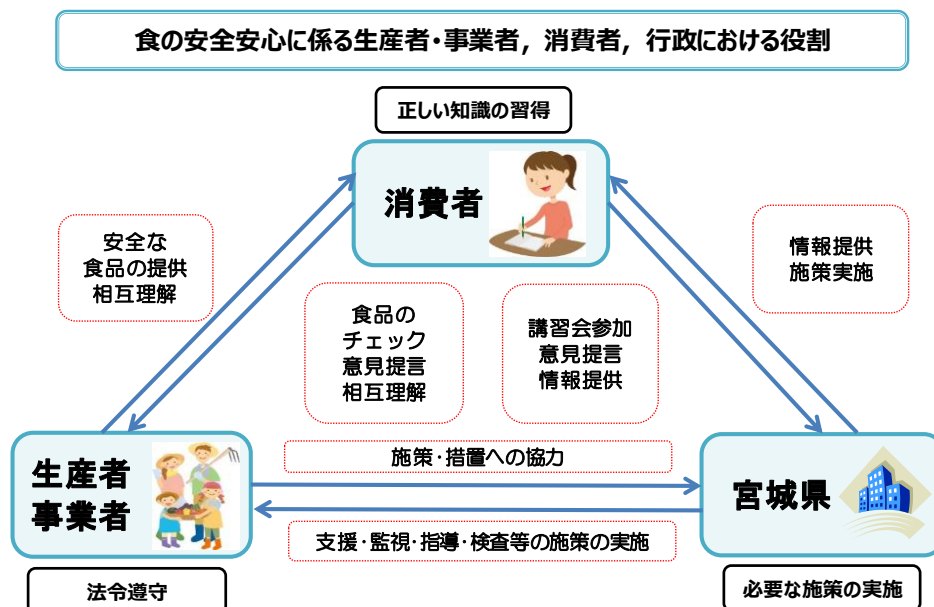 食の安全安心に係る生産者・事業者，消費者，行政における役割
正しい知識の習得
消費者
安全な
食品の提供
相互理解
情報提供
施策実施
食品の
チェック
意見提言
相互理解
講習会参加
意見提言
情報提供
生産者
事業者
施策・措置への協力
宮城県
支援・監視・指導・検査等の施策の実施
法令遵守
必要な施策の実施